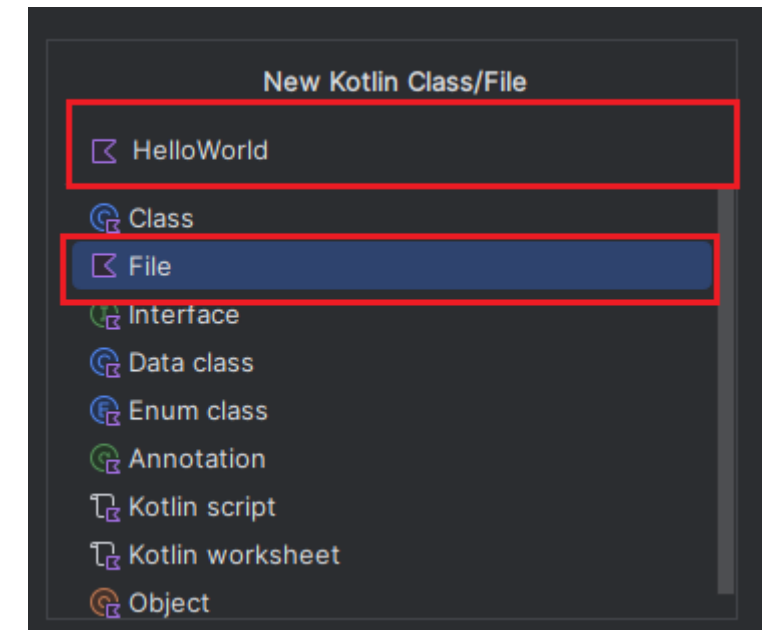 New Kotlin Class/File
HelloWorld
Class
File
Interface
Data class
Enum class
Annotation
Kotlin script
Kotlin worksheet
Object